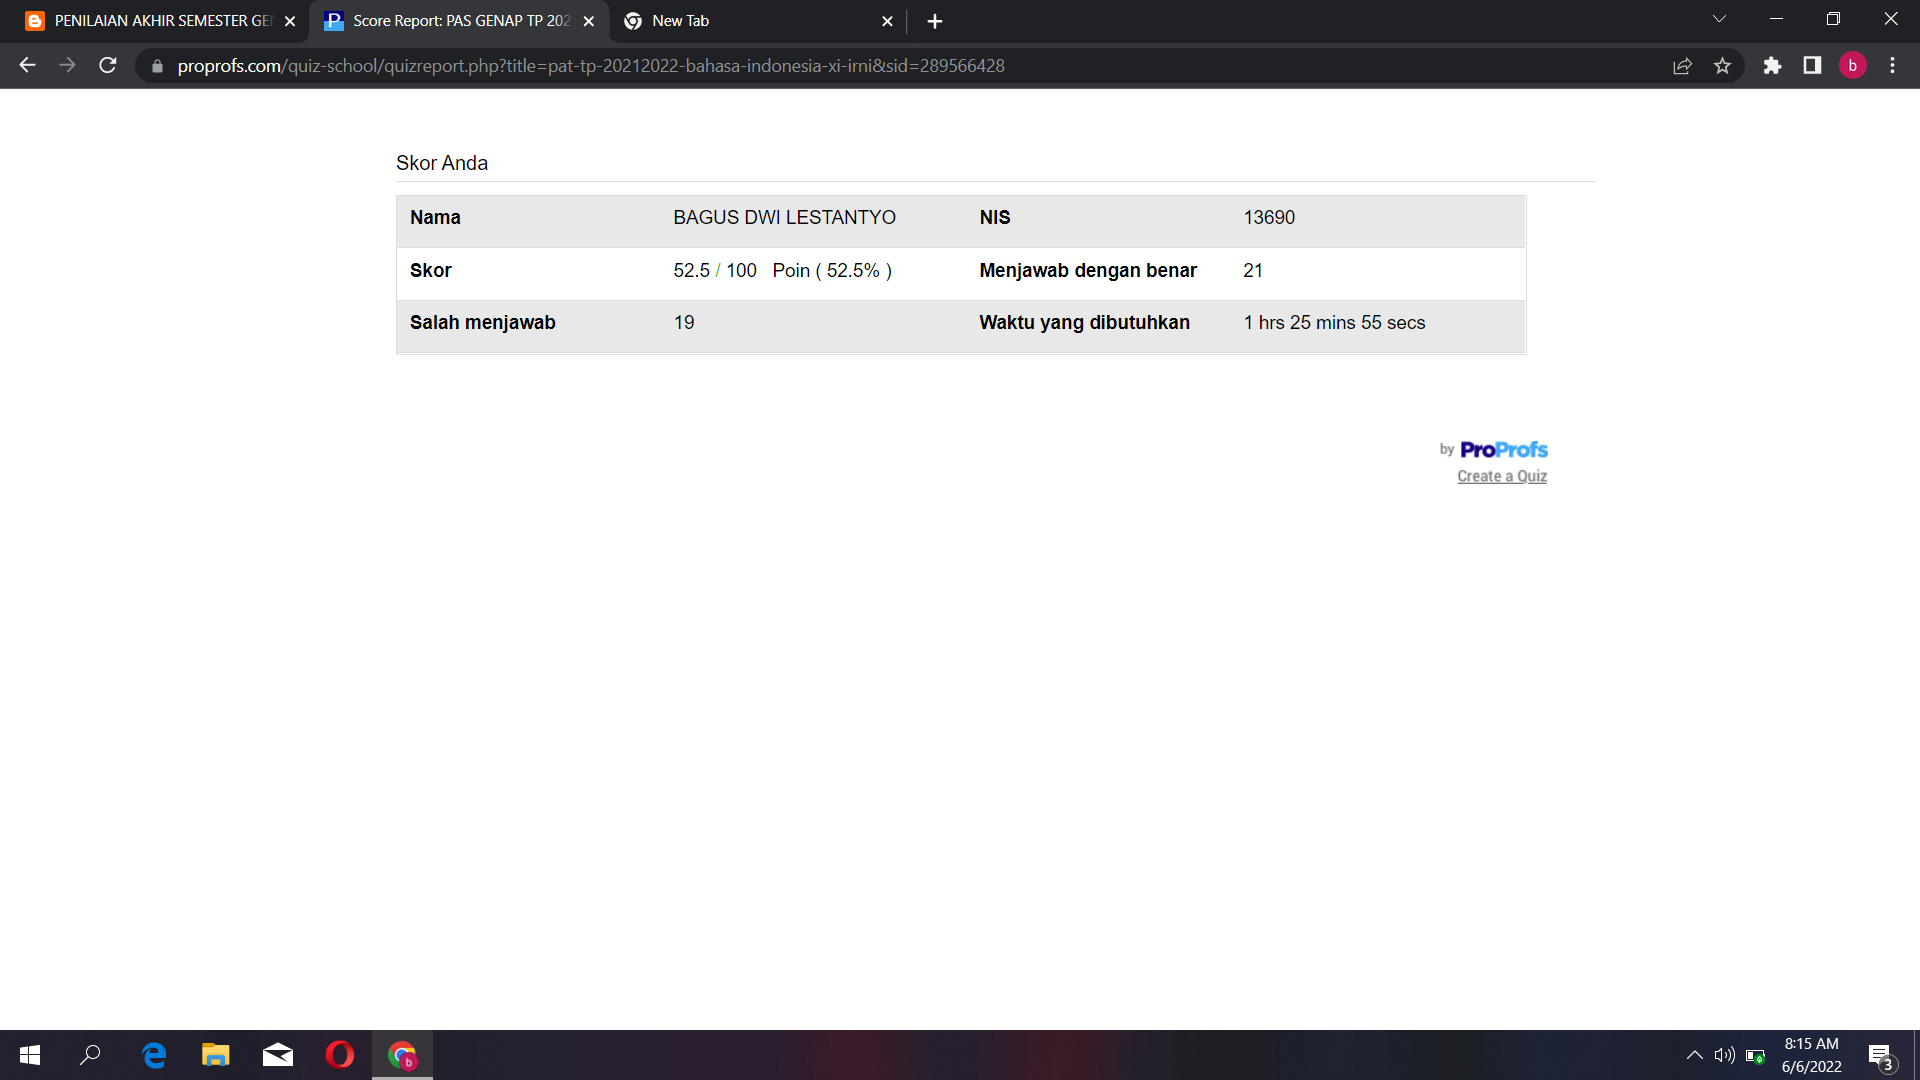 PENILAIAN AKHIR SEMESTER GE
Score Report: PAS GENAP TP 202
New Tab
proprofs.com/quiz-school/quizreport.php?title=pat-tp-20212022-bahasa-indonesia-xi-irni&sid=289566428
b
Skor Anda
Nama BAGUS DWI LESTANTYO NIS 13690
Skor 52.5 / 100 Poin ( 52.5% ) Menjawab dengan benar 21
Salah menjawab 19 Waktu yang dibutuhkan 1 hrs 25 mins 55 secs
by ProProfs
Create a Quiz
b
8:15 AM
6/6/2022
3